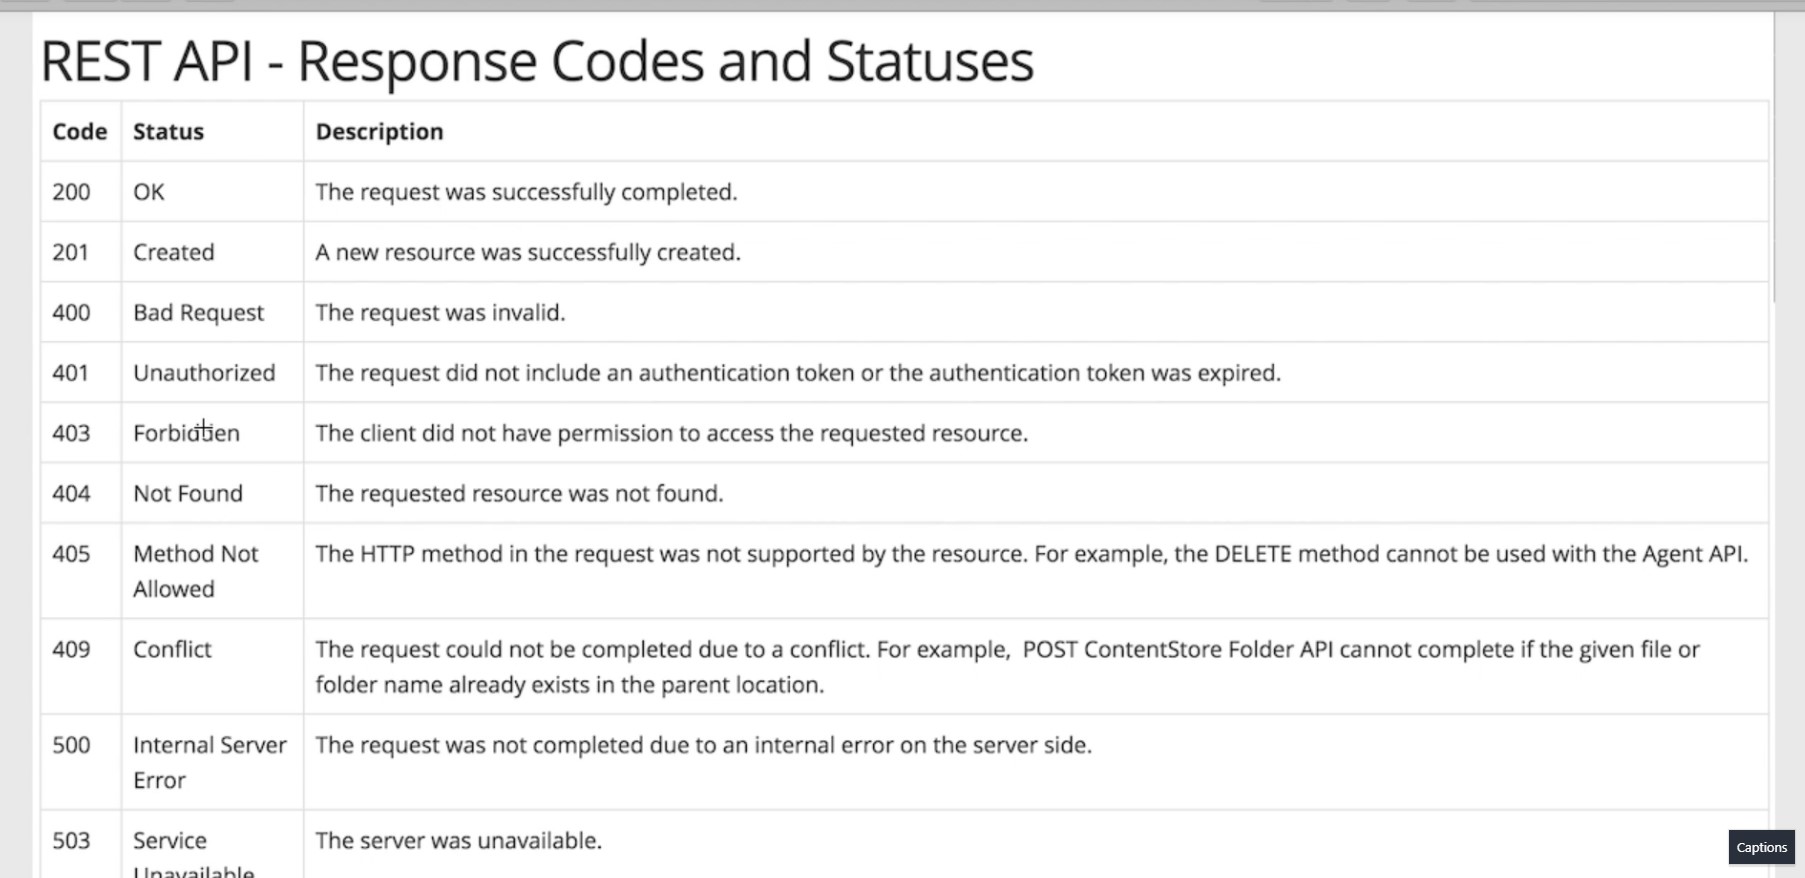 REST API - Response Codes and Statuses
Code Status Description
200 OK The request was successfully completed.
201 Created A new resource was successfully created.
400 Bad Request The request was invalid.
401 Unauthorized The request did not include an authentication token or the authentication token was expired.
403 Forbidden The client did not have permission to access the requested resource.
404 Not Found The requested resource was not found.
405 Method Not The HTTP method in the request was not supported by the resource. For example, the DELETE method cannot be used with the Agent API.
Allowed
409 Conflict The request could not be completed due to a conflict. For example,  POST ContentStore Folder API cannot complete if the given file or
folder name already exists in the parent location.
500 Internal Server The request was not completed due to an internal error on the server side.
Error
503 Service The server was unavailable.
Unavailable
Captions